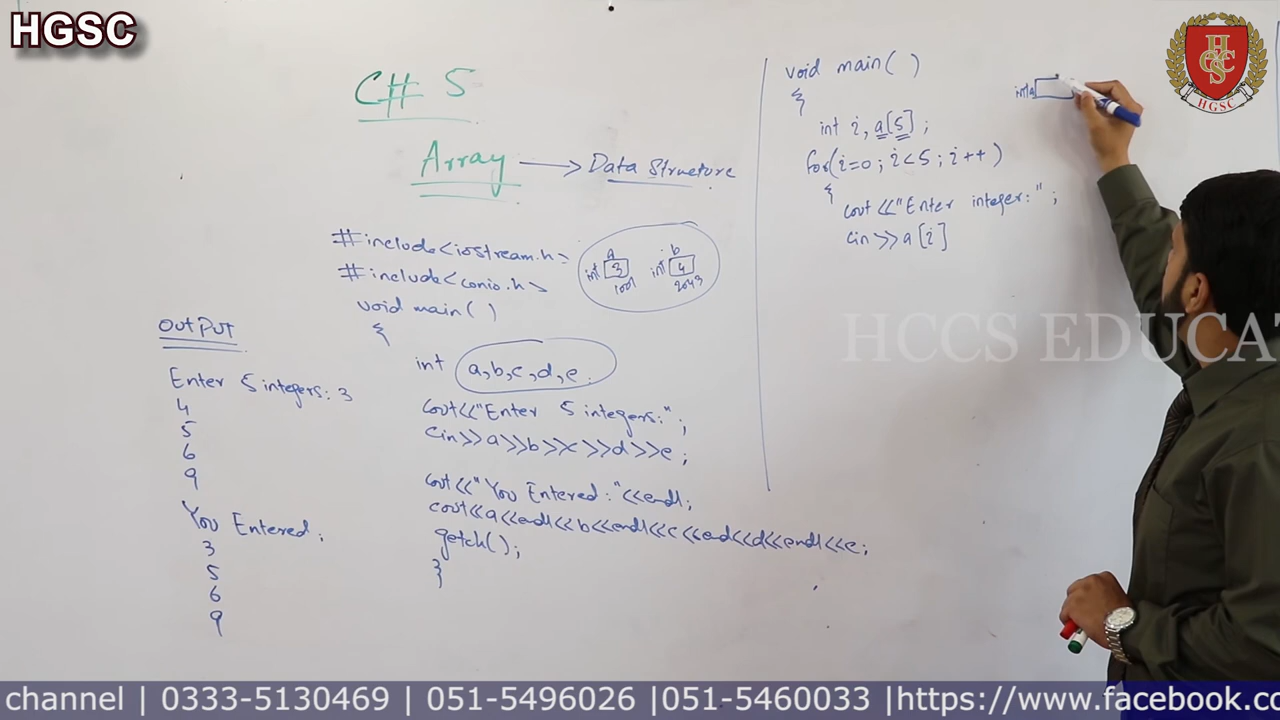 HGSC
C# 5
Array → Data Structure
#include<iostream.h>
#include<conio.h>
void main( )
{
int a,b,c,d,e.
cout<<"Enter 5 integers:" ;
cin>>a>>b>>c>>d>>e ;
cout<<"You Entered:"<<endl;
cout<<a<<endl<<b<<endl<<c<<end<<d<<endl<<e;
getch();
}
a b
int 3 int 4
1001 2043
OUTPUT
Enter 5 integers: 3
4
5
6
9
You Entered:
3
5
6
9
void main( )
{
int i, a[5] ;
for(i=0 ; i<5 ; i++)
{
cout<<"Enter integer:" ;
cin>>a[i]
int a
HGSC
HCCS EDUCAT
channel | 0333-5130469 | 051-5496026 |051-5460033 |https://www.facebook.co